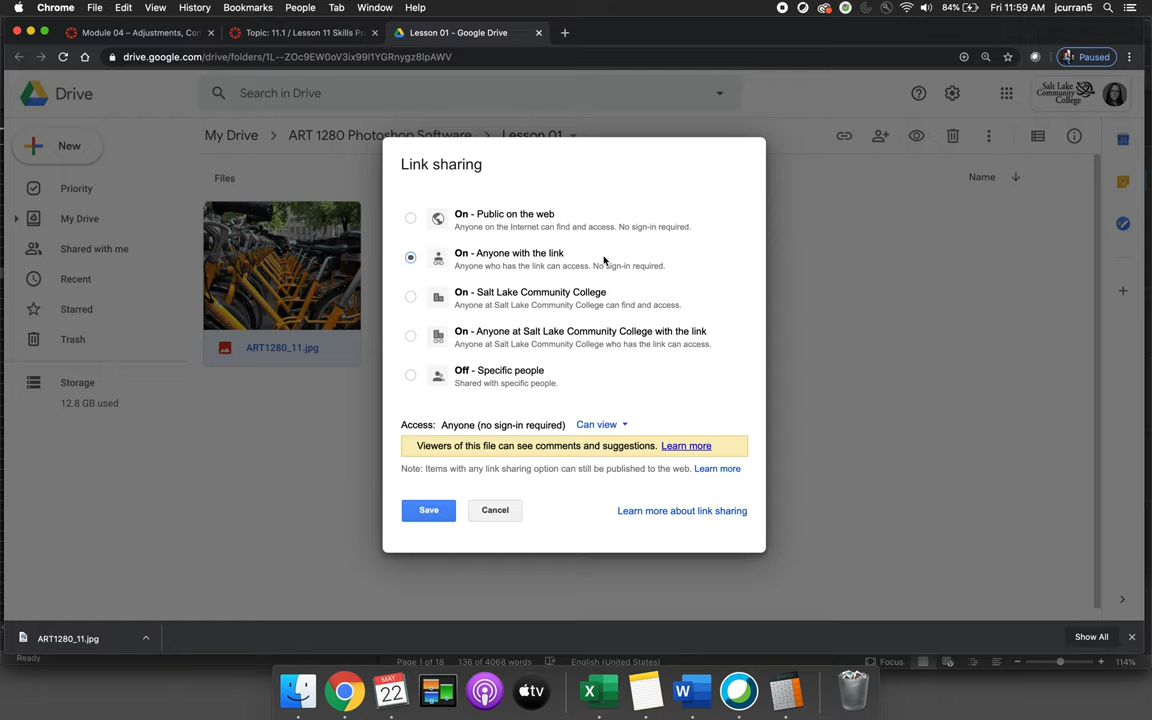 Chrome File Edit View History Bookmarks People Tab Window Help 84% Fri 11:59 AM jcurran5
Module 04 – Adjustments, Con × Topic: 11.1 / Lesson 11 Skills P × Lesson 01 - Google Drive × +
drive.google.com/drive/folders/ Paused
Drive Search in Drive Salt Lake Community College
New My Drive > ART 1280 Photoshop Software > Lesson 01
Files Name
Priority
My Drive
Shared with me
Recent
Starred
Trash
Storage
12.8 GB used
ART1280_11.jpg
Link sharing
On - Public on the web
Anyone on the Internet can find and access. No sign-in required.
On - Anyone with the link
Anyone who has the link can access. No sign-in required.
On - Salt Lake Community College
Anyone at Salt Lake Community College can find and access.
On - Anyone at Salt Lake Community College with the link
Anyone at Salt Lake Community College who has the link can access.
Off - Specific people
Shared with specific people.
Access: Anyone (no sign-in required) Can view
Viewers of this file can see comments and suggestions. Learn more
Note: Items with any link sharing option can still be published to the web. Learn more
Save Cancel Learn more about link sharing
ART1280_11.jpg Show All
Ready Page 1 of 18 136 of 4068 words English (United States) Focus 114%
MAY
22
tv